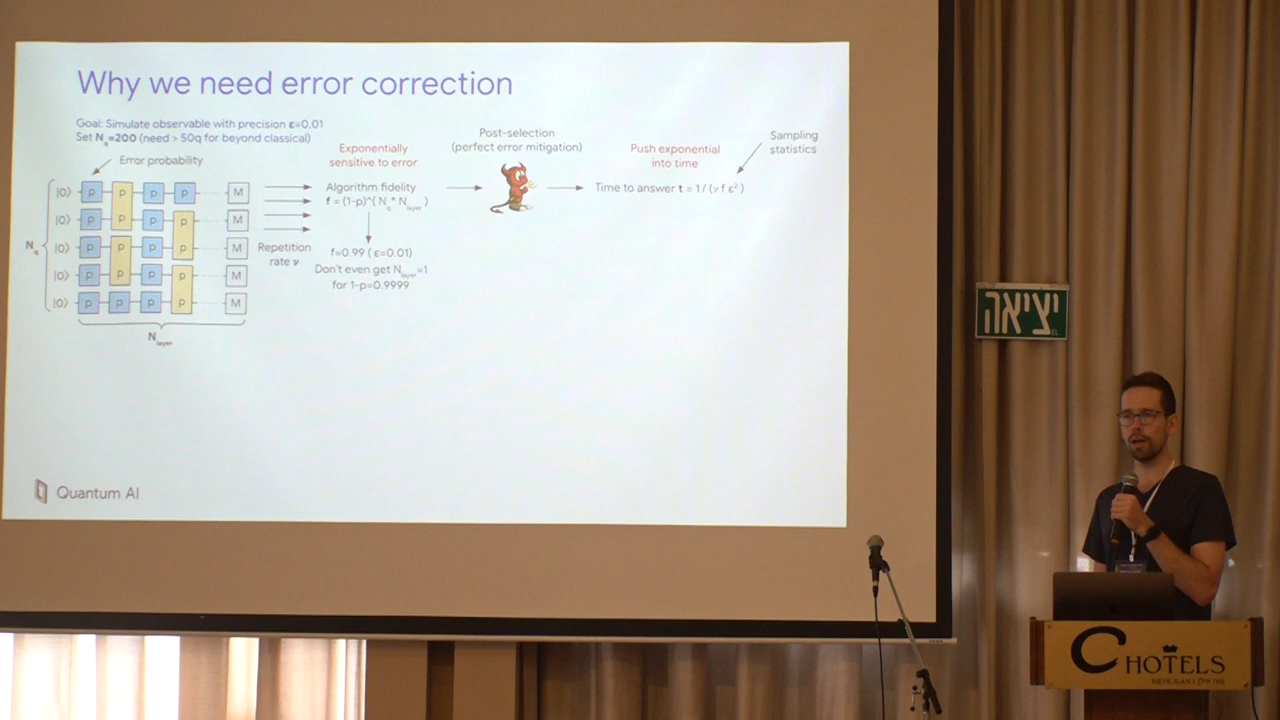 Why we need error correction
Goal: Simulate observable with precision ε=0.01
Set Nq=200 (need > 50q for beyond classical)
Error probability
|0⟩ p p p p M
|0⟩ p p p p M
|0⟩ p p p p M
|0⟩ p p p p M
|0⟩ p p p p M
Nq
Nlayer
Repetition
rate ν
Exponentially
sensitive to error
Algorithm fidelity
f = (1-p)^( Nq * Nlayer )
f=0.99 ( ε=0.01)
Don't even get Nlayer=1
for 1-p=0.9999
Post-selection
(perfect error mitigation)
Push exponential
into time
Time to answer t = 1 / (ν f ε² )
Sampling
statistics
Quantum AI
יציאה
C HOTELS